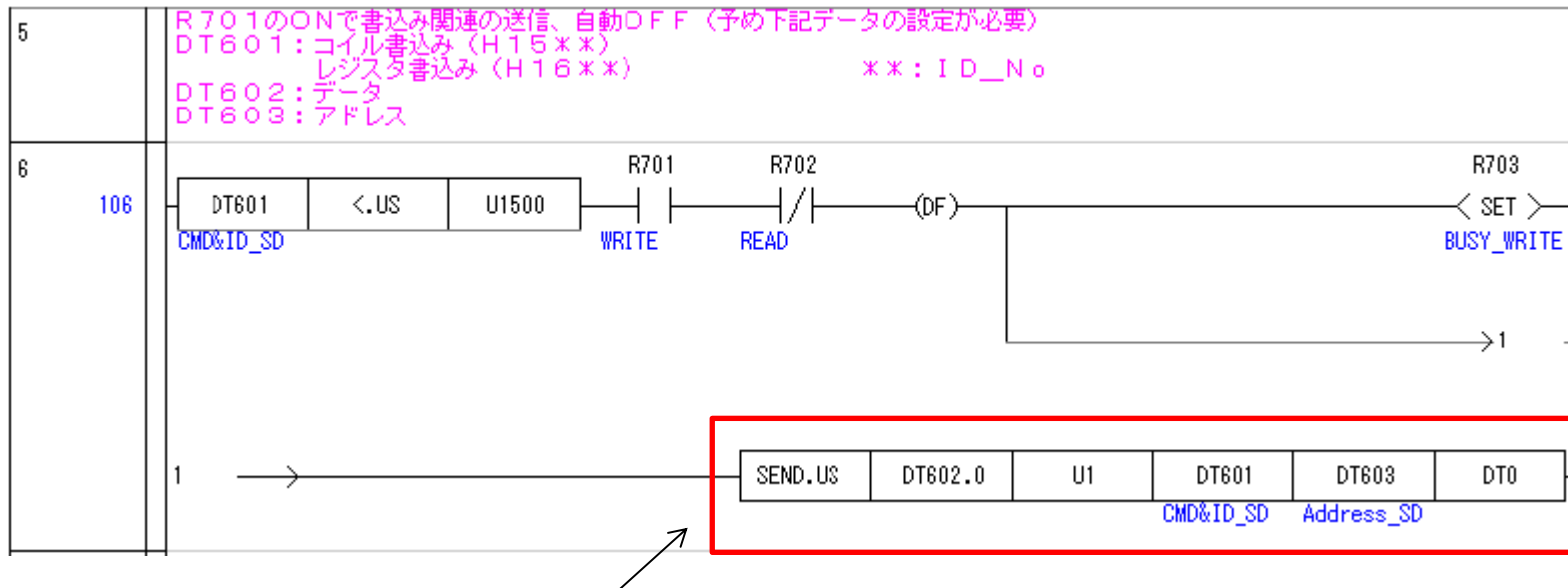 5
R701のONで書込み関連の送信、自動OFF（予め下記データの設定が必要）
DT601：コイル書込み（H15**）
レジスタ書込み（H16**） **：ID_No
DT602：データ
DT603：アドレス
6
R701 R702 R703
106 DT601 <.US U1500 (DF) SET
CMD&ID_SD WRITE READ BUSY_WRITE
1
1 SEND.US DT602.0 U1 DT601 DT603 DT0
CMD&ID_SD Address_SD